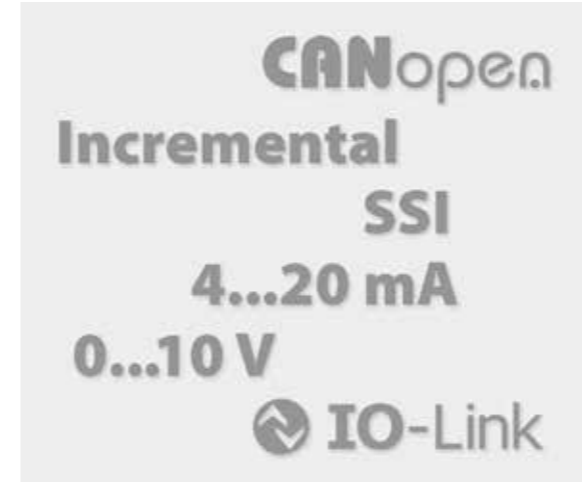 CANopen
Incremental
SSI
4...20 mA
0...10 V
IO-Link